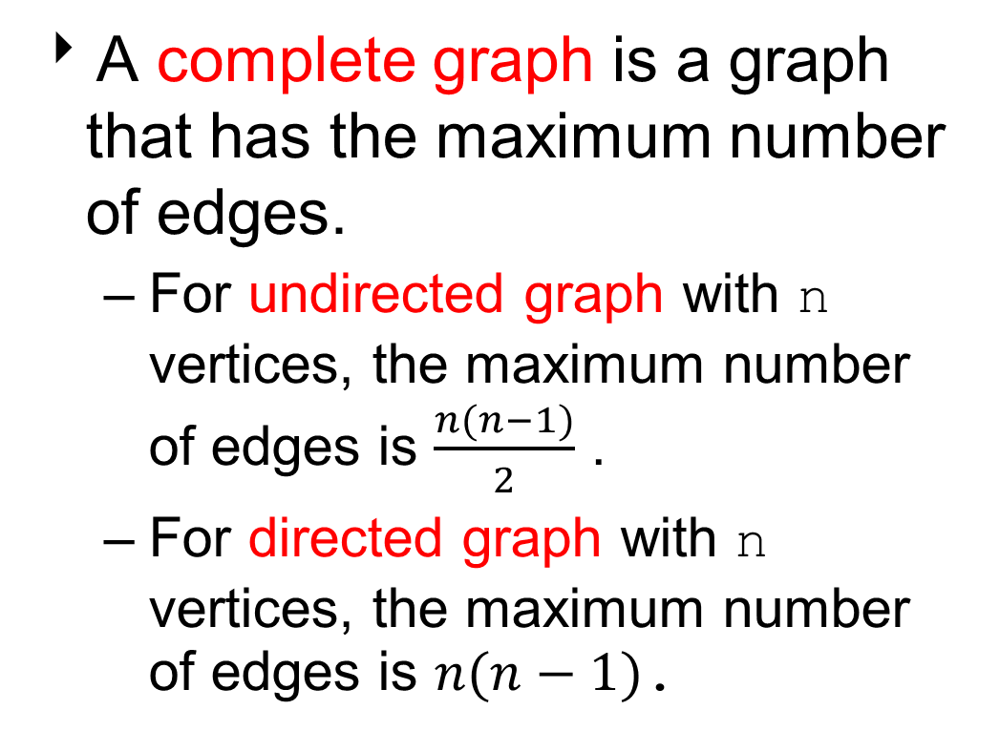 ‣ A complete graph is a graph
that has the maximum number
of edges.
– For undirected graph with n
vertices, the maximum number
of edges is \frac{n(n−1)}{2} .
– For directed graph with n
vertices, the maximum number
of edges is n(n − 1) .